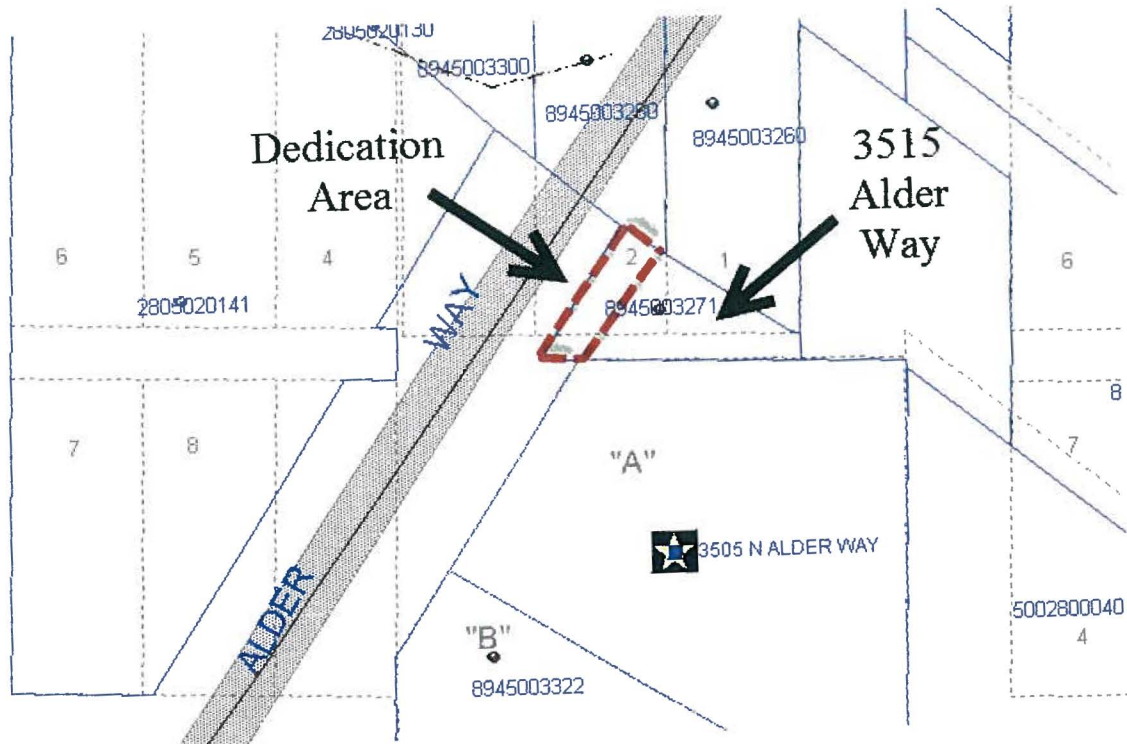 2805020130
8945003300
8945003280
8945003260
Dedication
Area
3515
Alder
Way
6
5
4
2
1
6
2805020141
WAY
8945003271
8
7
8
"A"
7
3505 N ALDER WAY
ALDER
5002800040
"B"
4
8945003322